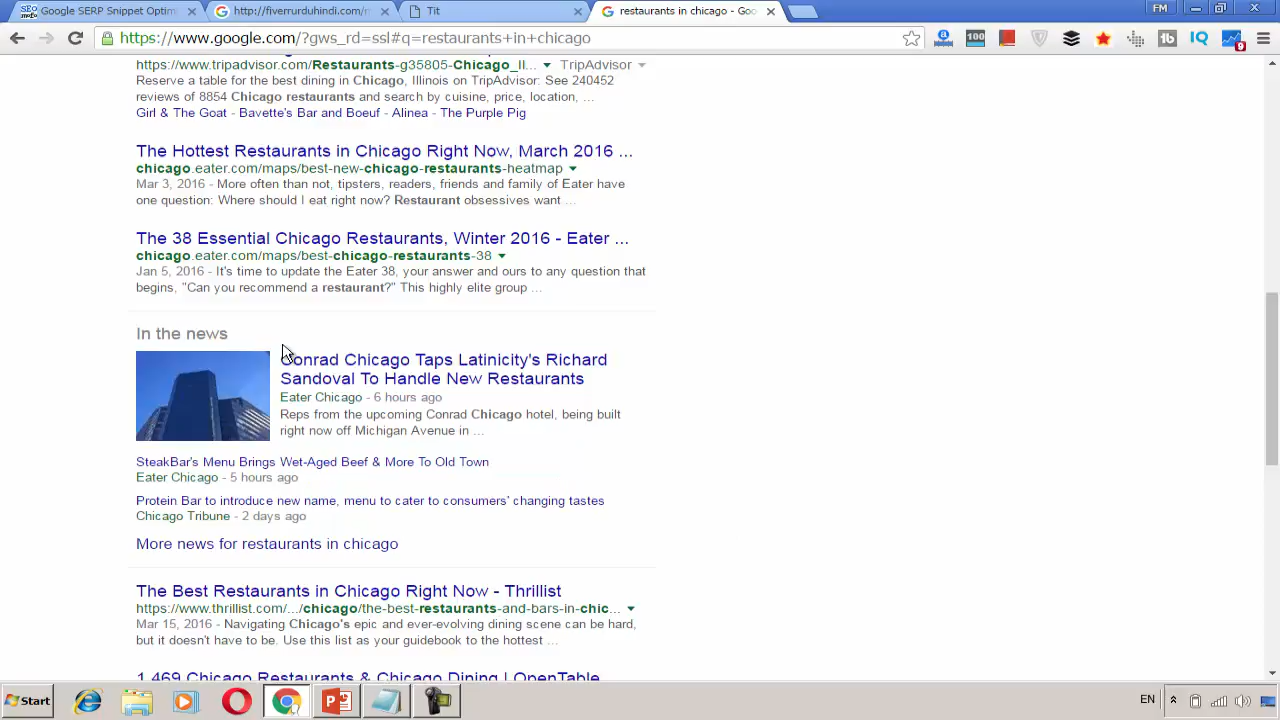 Google SERP Snippet Optim
http://fiverrurduhindi.com/
Tit
restaurants in chicago - Goo
FM
https://www.google.com/?gws_rd=ssl#q=restaurants+in+chicago
https://www.tripadvisor.com/Restaurants-g35805-Chicago_Il... TripAdvisor
Reserve a table for the best dining in Chicago, Illinois on TripAdvisor: See 240452
reviews of 8854 Chicago restaurants and search by cuisine, price, location, ...
Girl & The Goat - Bavette's Bar and Boeuf - Alinea - The Purple Pig
The Hottest Restaurants in Chicago Right Now, March 2016 ...
chicago.eater.com/maps/best-new-chicago-restaurants-heatmap
Mar 3, 2016 - More often than not, tipsters, readers, friends and family of Eater have
one question: Where should I eat right now? Restaurant obsessives want ...
The 38 Essential Chicago Restaurants, Winter 2016 - Eater ...
chicago.eater.com/maps/best-chicago-restaurants-38
Jan 5, 2016 - It's time to update the Eater 38, your answer and ours to any question that
begins, "Can you recommend a restaurant?" This highly elite group ...
In the news
Conrad Chicago Taps Latinicity's Richard
Sandoval To Handle New Restaurants
Eater Chicago - 6 hours ago
Reps from the upcoming Conrad Chicago hotel, being built
right now off Michigan Avenue in ...
SteakBar's Menu Brings Wet-Aged Beef & More To Old Town
Eater Chicago - 5 hours ago
Protein Bar to introduce new name, menu to cater to consumers' changing tastes
Chicago Tribune - 2 days ago
More news for restaurants in chicago
The Best Restaurants in Chicago Right Now - Thrillist
https://www.thrillist.com/.../chicago/the-best-restaurants-and-bars-in-chic...
Mar 15, 2016 - Navigating Chicago's epic and ever-evolving dining scene can be hard,
but it doesn't have to be. Use this list as your guidebook to the hottest ...
1,469 Chicago Restaurants & Chicago Dining | OpenTable
Start
EN